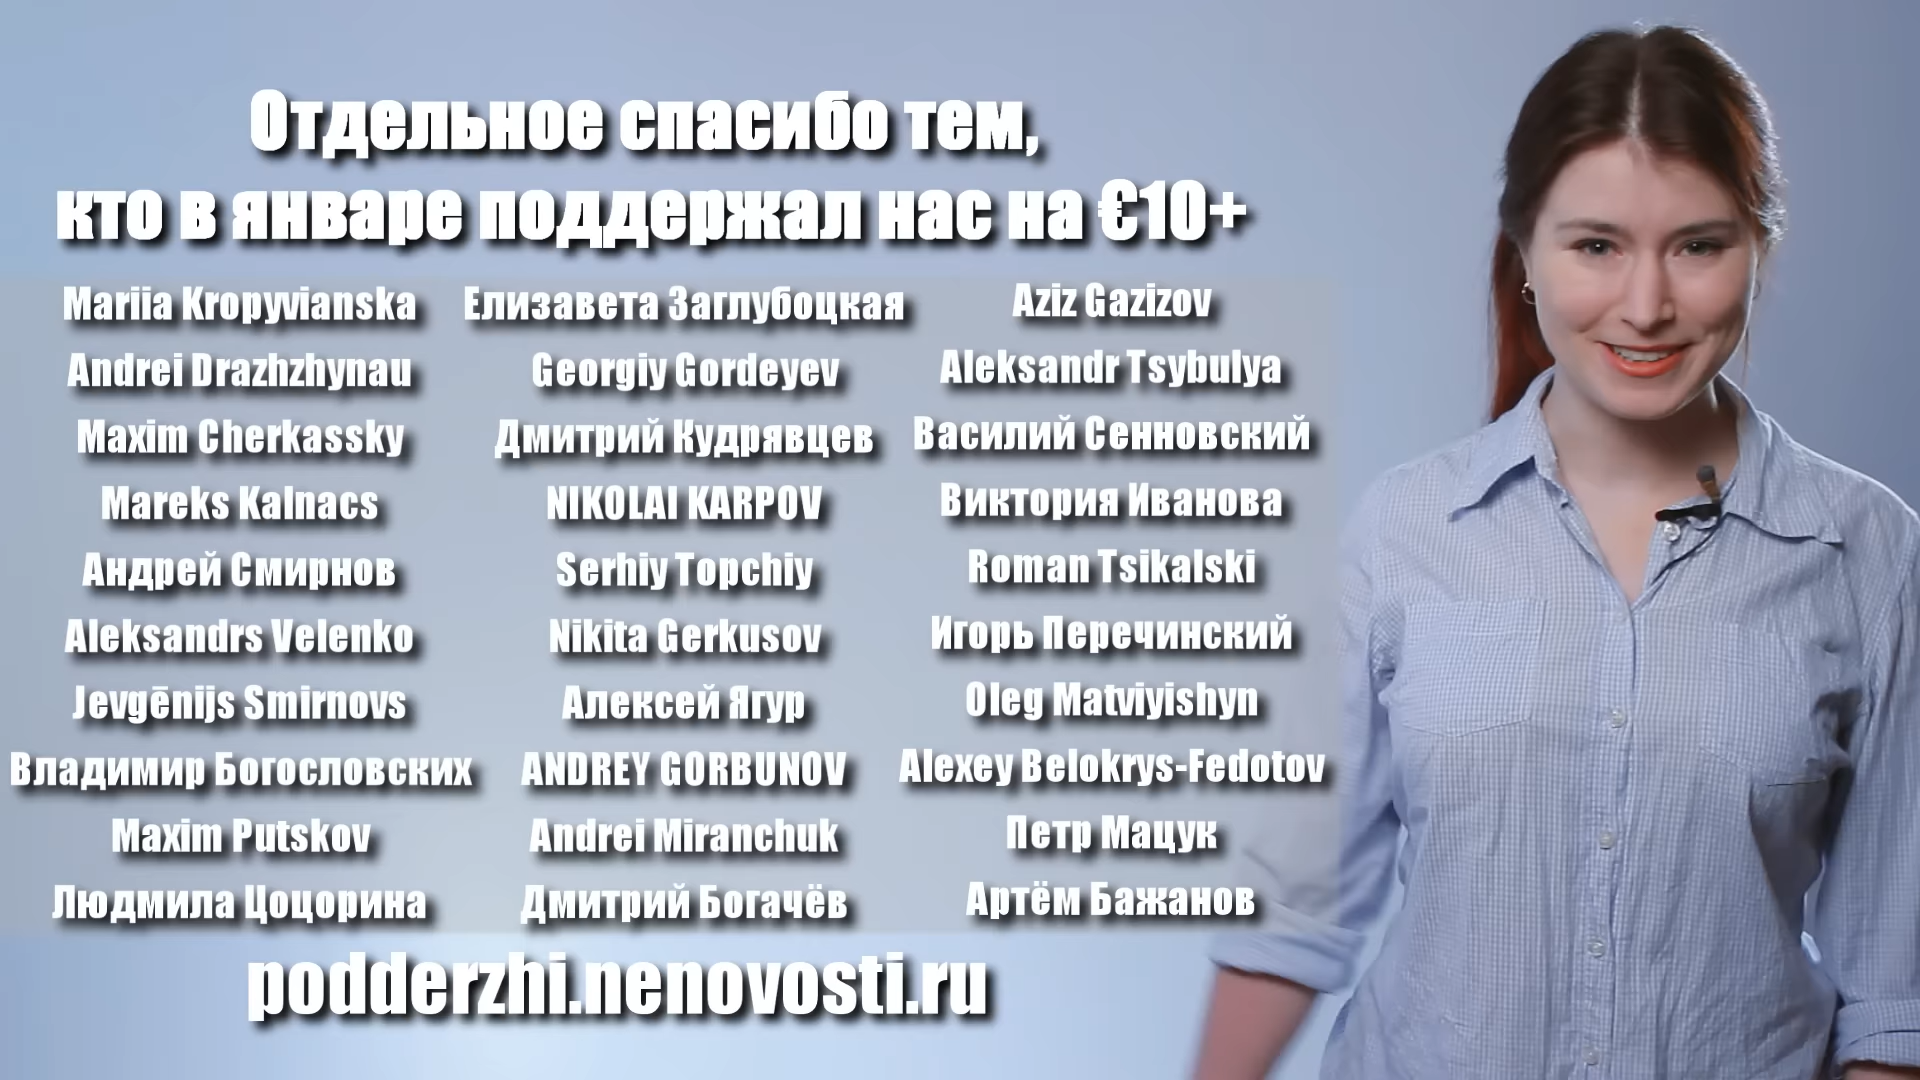 Отдельное спасибо тем,
кто в январе поддержал нас на €10+
Mariia Kropyvianska
Andrei Drazhzhynau
Maxim Cherkassky
Mareks Kalnacs
Андрей Смирнов
Aleksandrs Velenko
Jevgēnijs Smirnovs
Владимир Богословских
Maxim Putskov
Людмила Цоцорина
Елизавета Заглубоцкая
Georgiy Gordeyev
Дмитрий Кудрявцев
NIKOLAI KARPOV
Serhiy Topchiy
Nikita Gerkusov
Алексей Ягур
ANDREY GORBUNOV
Andrei Miranchuk
Дмитрий Богачёв
Aziz Gazizov
Aleksandr Tsybulya
Василий Сенновский
Виктория Иванова
Roman Tsikalski
Игорь Перечинский
Oleg Matviyishyn
Alexey Belokrys-Fedotov
Петр Мацук
Артём Бажанов
podderzhi.nenovosti.ru